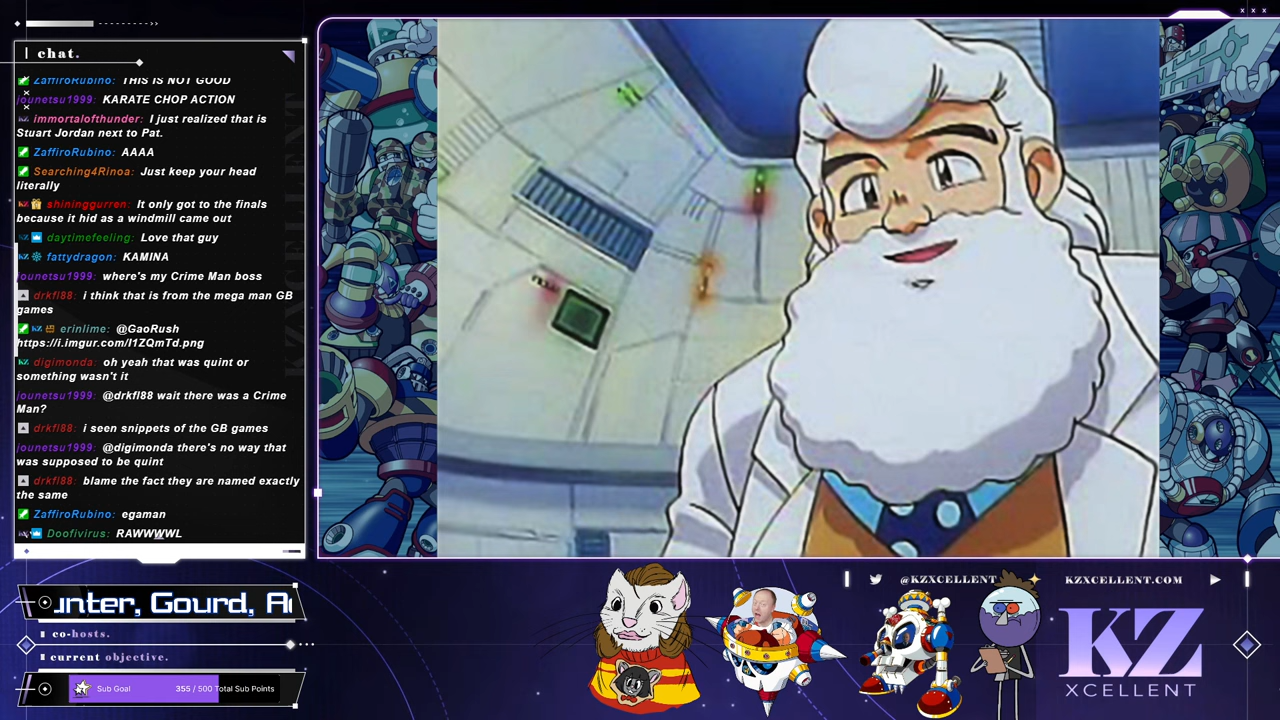 chat.
ZaffiroRubino: THIS IS NOT GOOD
jounetsu1999: KARATE CHOP ACTION
immortalofthunder: I just realized that is
Stuart Jordan next to Pat.
ZaffiroRubino: AAAA
Searching4Rinoa: Just keep your head
literally
shininggurren: It only got to the finals
because it hid as a windmill came out
daytimefeeling: Love that guy
fattydragon: KAMINA
jounetsu1999: where's my Crime Man boss
drkfl88: i think that is from the mega man GB
games
erinlime: @GaoRush
https://i.imgur.com/I1ZQmTd.png
digimonda: oh yeah that was quint or
something wasn't it
jounetsu1999: @drkfl88 wait there was a Crime
Man?
drkfl88: i seen snippets of the GB games
jounetsu1999: @digimonda there's no way that
was supposed to be quint
drkfl88: blame the fact they are named exactly
the same
ZaffiroRubino: egaman
Doofivirus: RAWWWWL
unter, Gourd, A
co-hosts.
current objective.
Sub Goal 355 / 500 Total Sub Points
@KZXCELLENT
KZXCELLENT.COM
KZ
XCELLENT